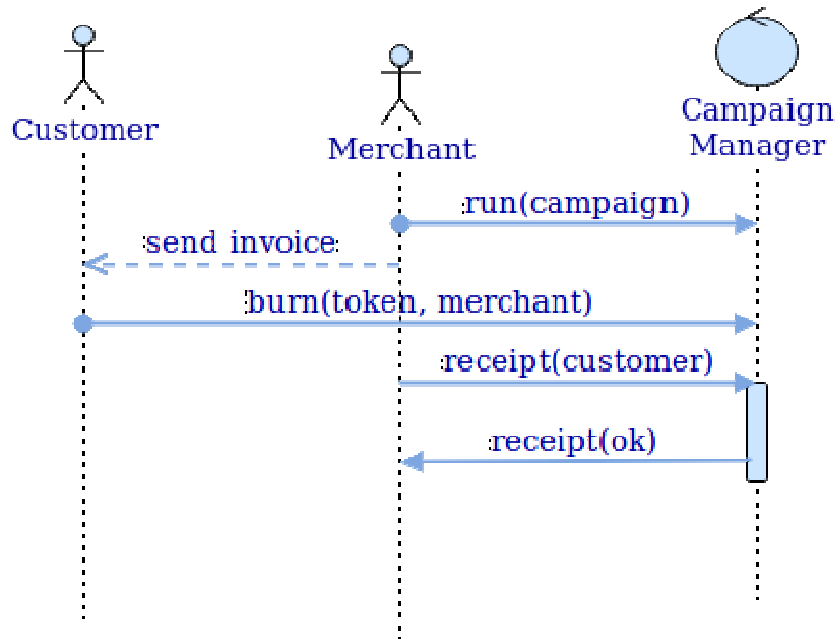 Customer
Merchant
Campaign
Manager
run(campaign)
send invoice
burn(token, merchant)
receipt(customer)
receipt(ok)